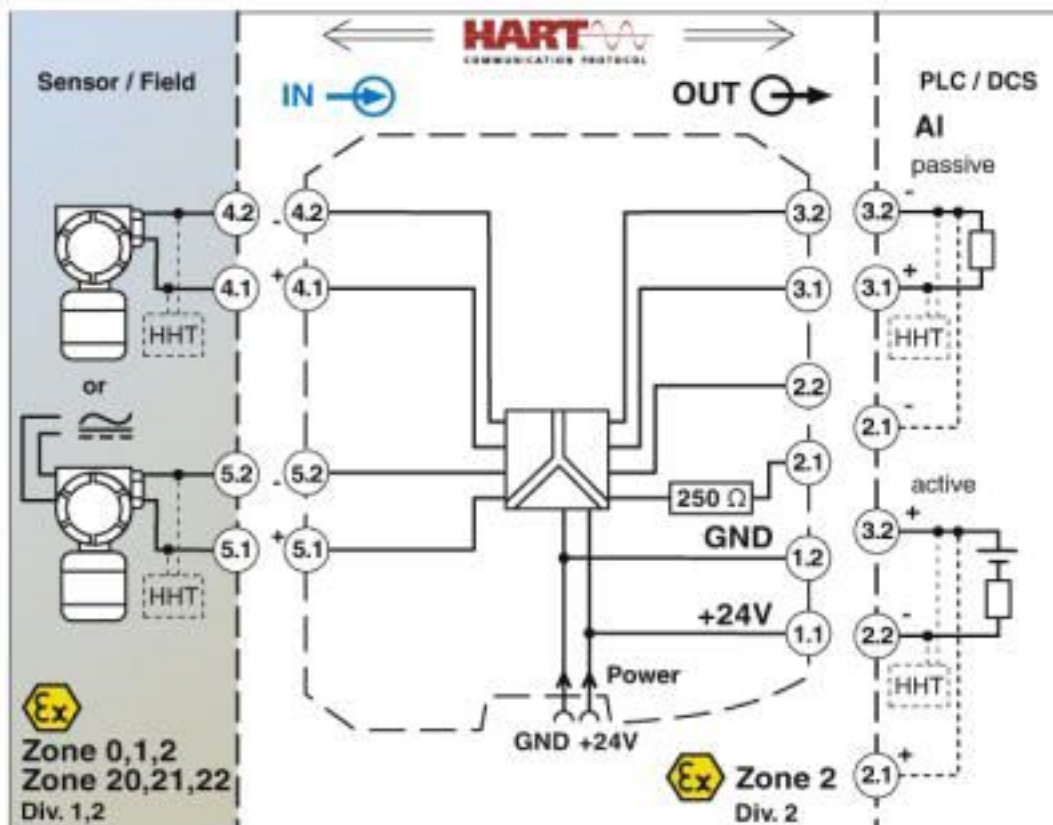 HART
COMMUNICATION PROTOCOL
Sensor / Field
IN
OUT
PLC / DCS
AI
passive
4.2
-
4.2
3.2
3.2
-
4.1
+
4.1
3.1
3.1
+
HHT
HHT
or
2.2
2.1
-
5.2
-
5.2
2.1
250 Ω
active
3.2
+
5.1
+
5.1
GND
1.2
HHT
+24V
1.1
2.2
-
Power
HHT
GND +24V
Ex
Zone 0,1,2
Zone 20,21,22
Div. 1,2
Ex
Zone 2
Div. 2
2.1
+